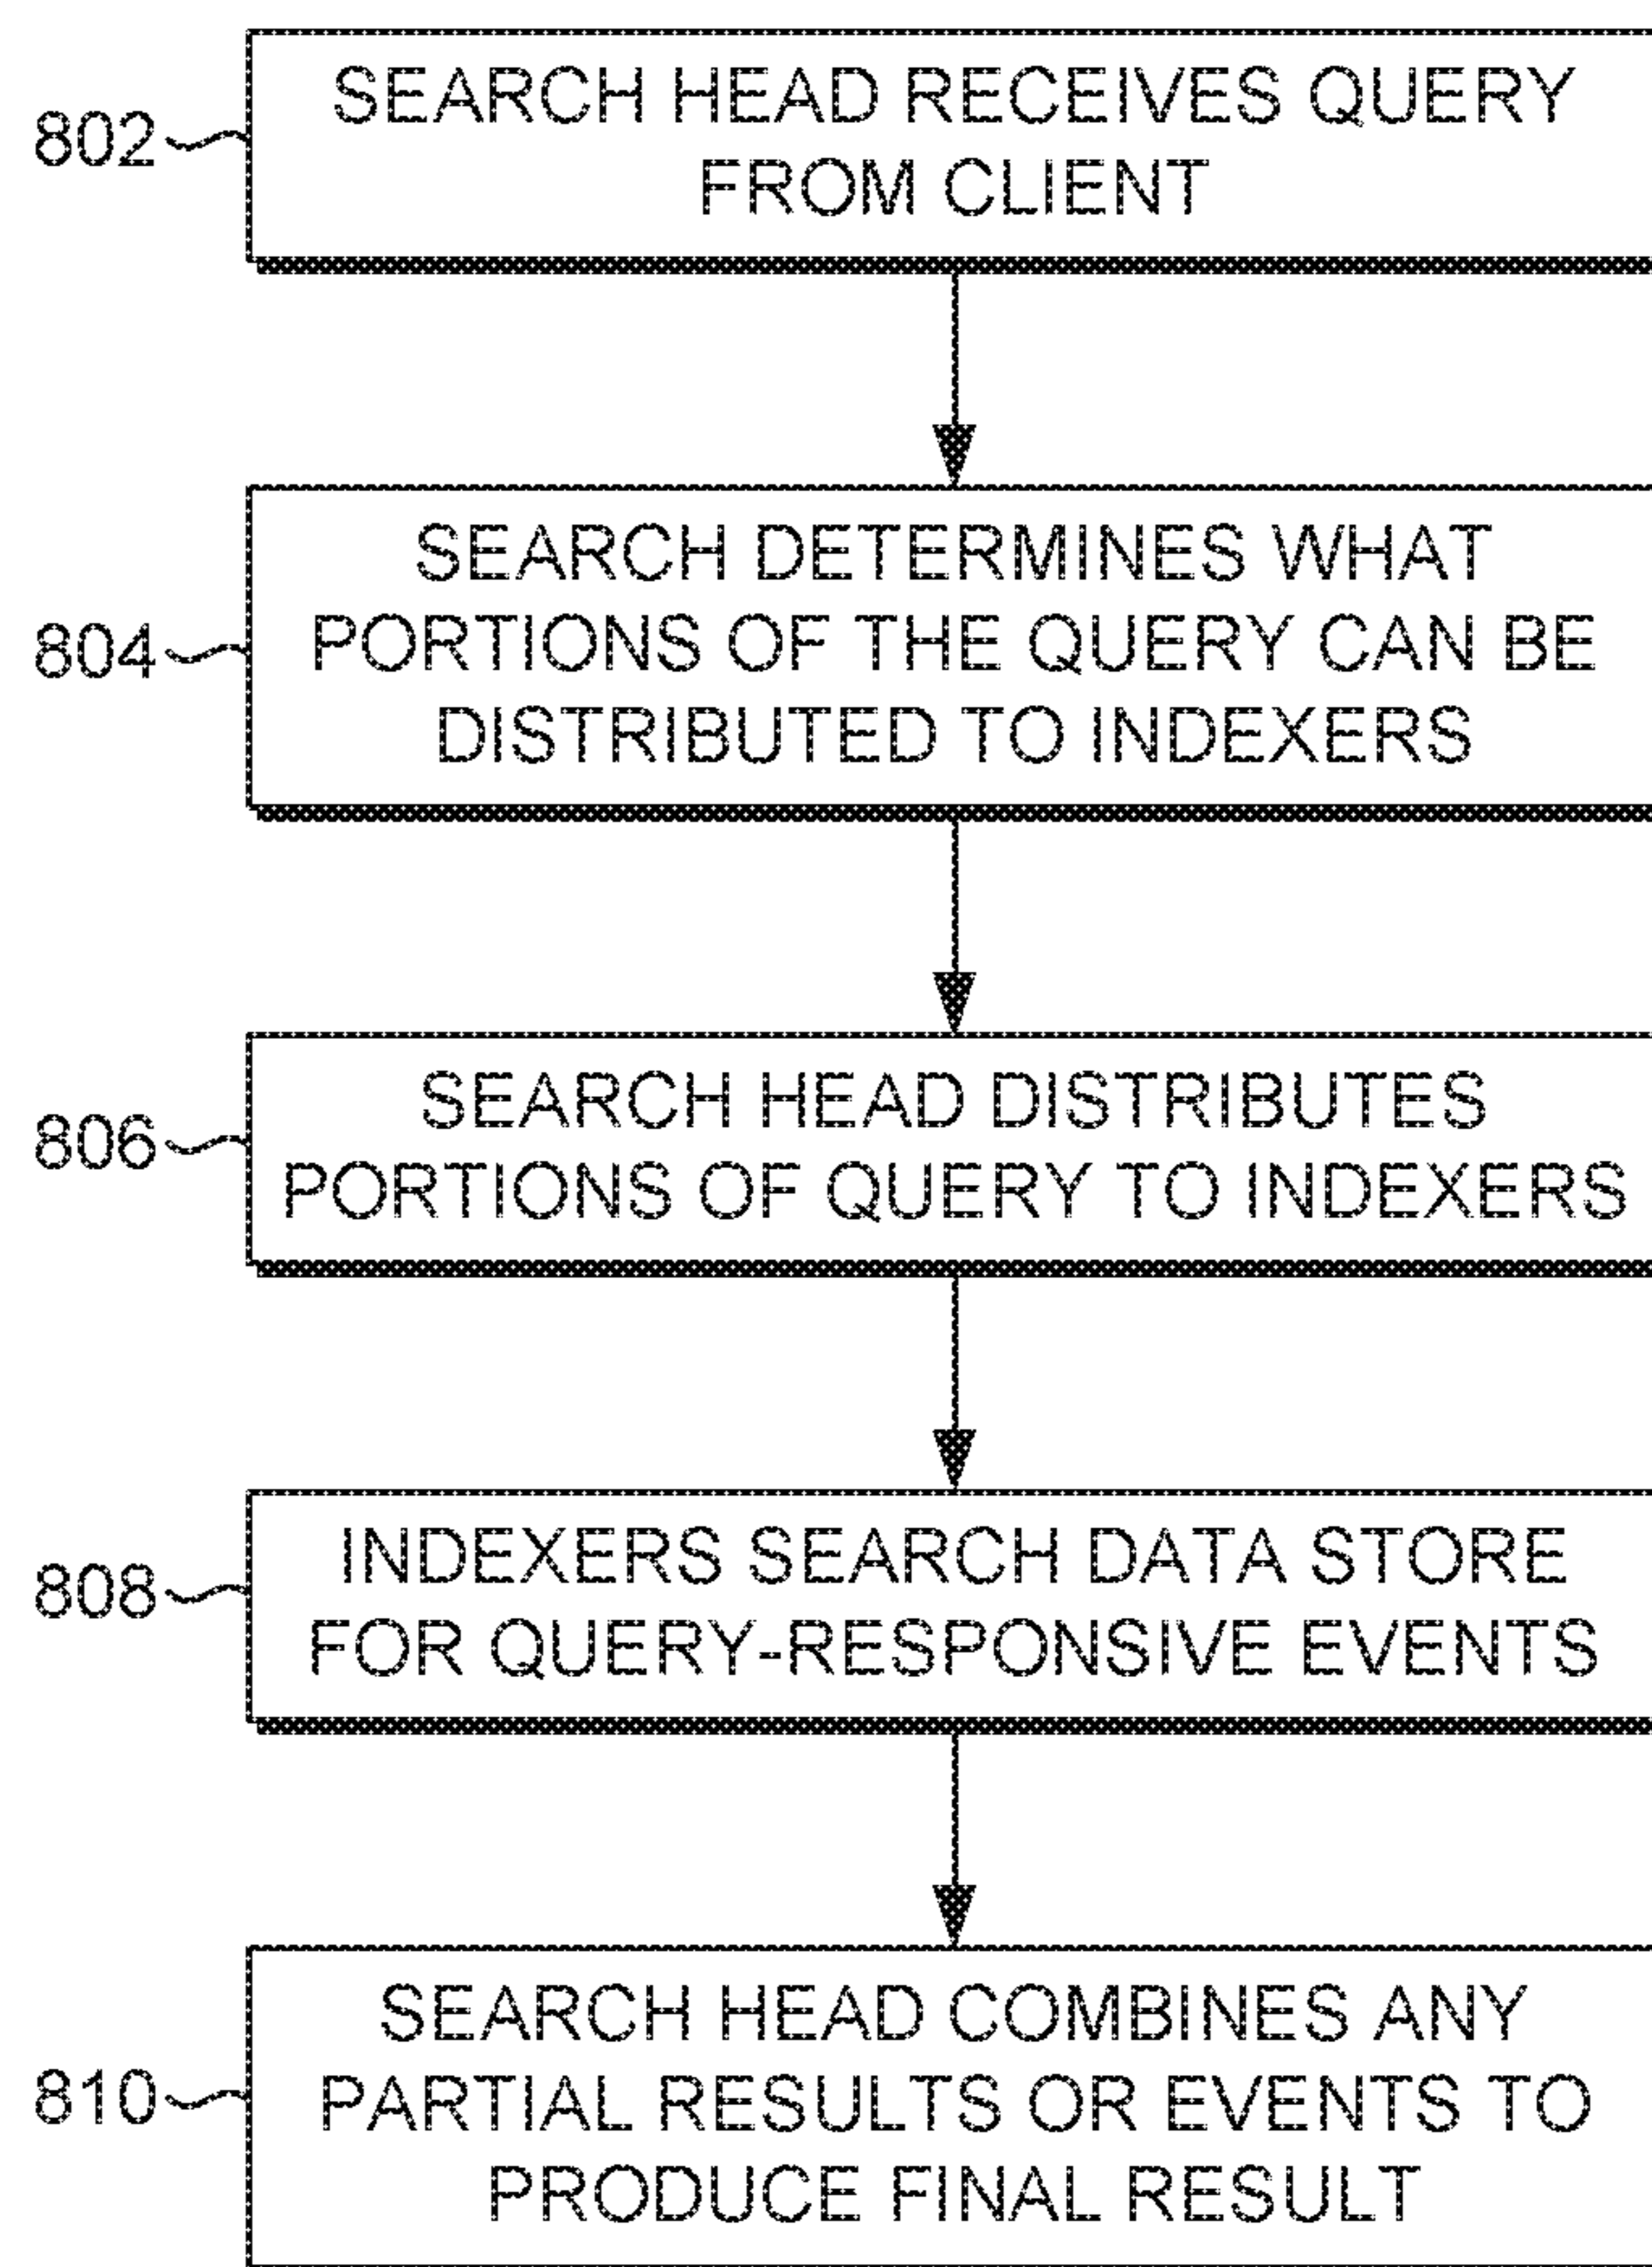 802
SEARCH HEAD RECEIVES QUERY
FROM CLIENT
804
SEARCH DETERMINES WHAT
PORTIONS OF THE QUERY CAN BE
DISTRIBUTED TO INDEXERS
806
SEARCH HEAD DISTRIBUTES
PORTIONS OF QUERY TO INDEXERS
808
INDEXERS SEARCH DATA STORE
FOR QUERY-RESPONSIVE EVENTS
810
SEARCH HEAD COMBINES ANY
PARTIAL RESULTS OR EVENTS TO
PRODUCE FINAL RESULT